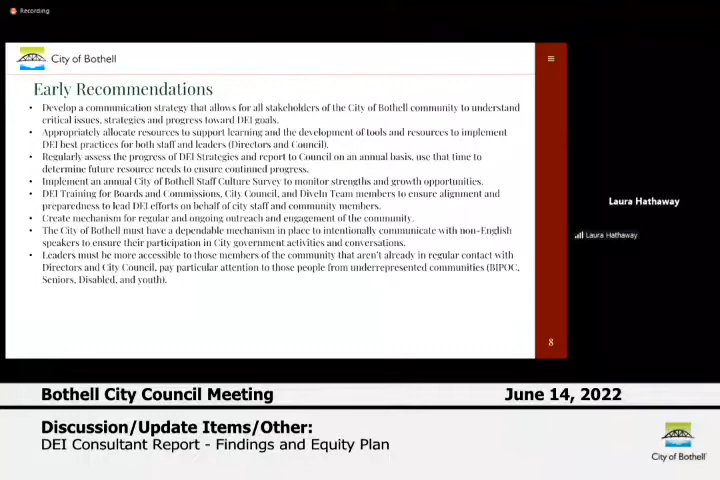 Recording
City of Bothell
Early Recommendations
• Develop a communication strategy that allows for all stakeholders of the City of Bothell community to understand
critical issues, strategies and progress toward DEI goals.
• Appropriately allocate resources to support learning and the development of tools and resources to implement
DEI best practices for both staff and leaders (Directors and Council).
• Regularly assess the progress of DEI Strategies and report to Council on an annual basis, use that time to
determine future resource needs to ensure continued progress.
• Implement an annual City of Bothell Staff Culture Survey to monitor strengths and growth opportunities.
• DEI Training for Boards and Commissions, City Council, and DiveIn Team members to ensure alignment and
preparedness to lead DEI efforts on behalf of city staff and community members.
• Create mechanism for regular and ongoing outreach and engagement of the community.
• The City of Bothell must have a dependable mechanism in place to intentionally communicate with non-English
speakers to ensure their participation in City government activities and conversations.
• Leaders must be more accessible to those members of the community that aren't already in regular contact with
Directors and City Council, pay particular attention to those people from underrepresented communities (BIPOC,
Seniors, Disabled, and youth).
8
Laura Hathaway
Laura Hathaway
Bothell City Council Meeting
June 14, 2022
Discussion/Update Items/Other:
DEI Consultant Report - Findings and Equity Plan
City of Bothell